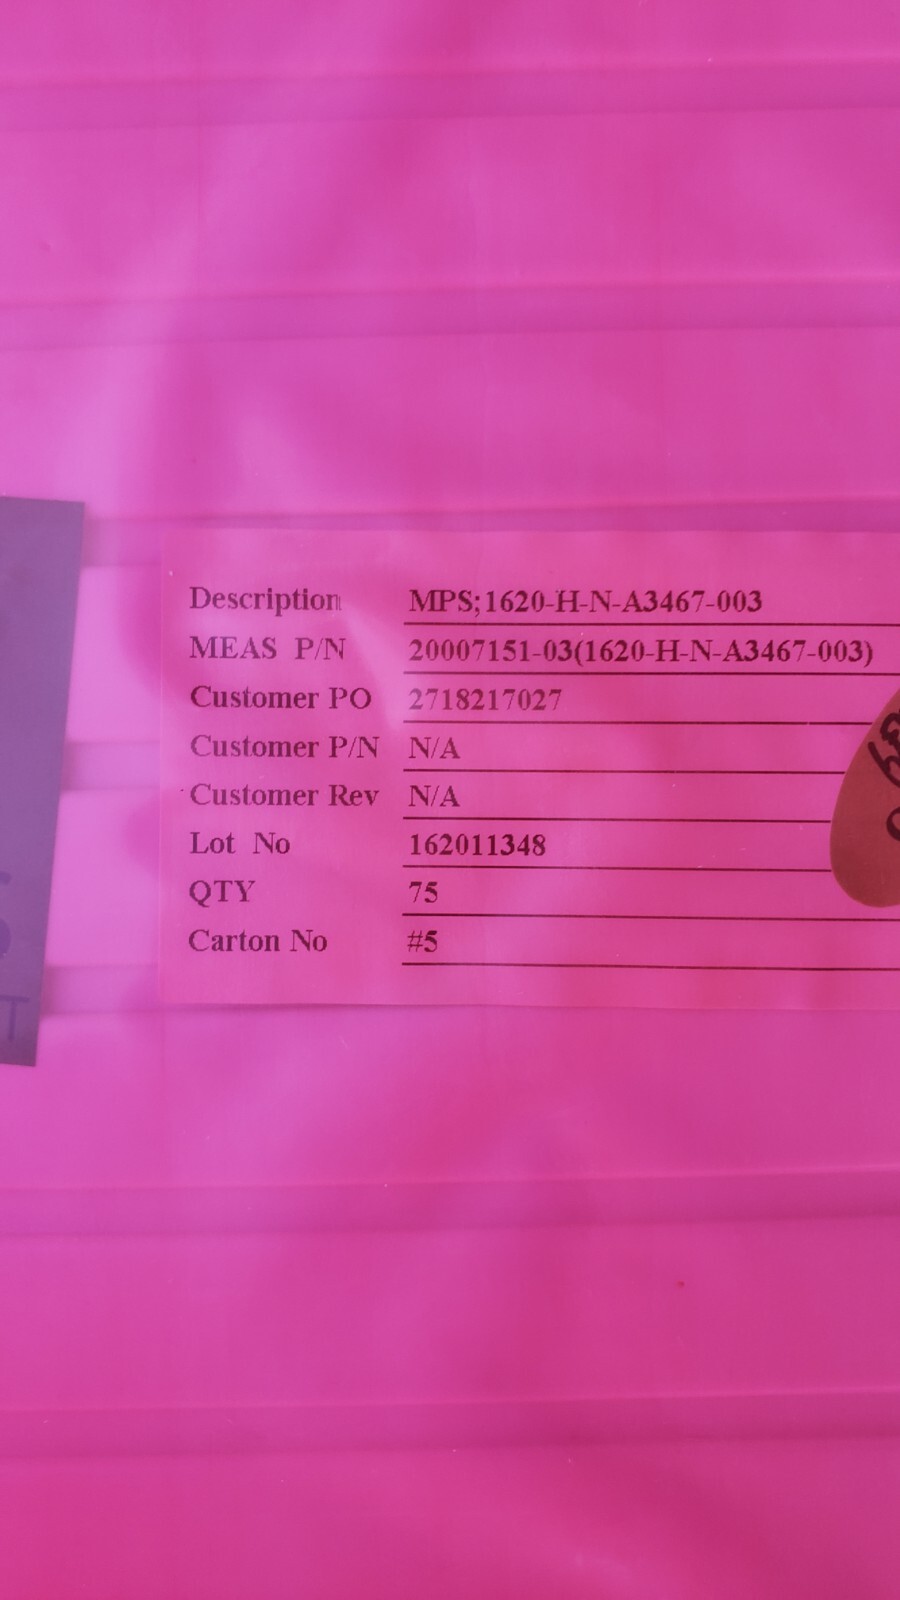 Description MPS;1620-H-N-A3467-003
MEAS P/N 20007151-03(1620-H-N-A3467-003)
Customer PO 2718217027
Customer P/N N/A
Customer Rev N/A
Lot No 162011348
QTY 75
Carton No #5